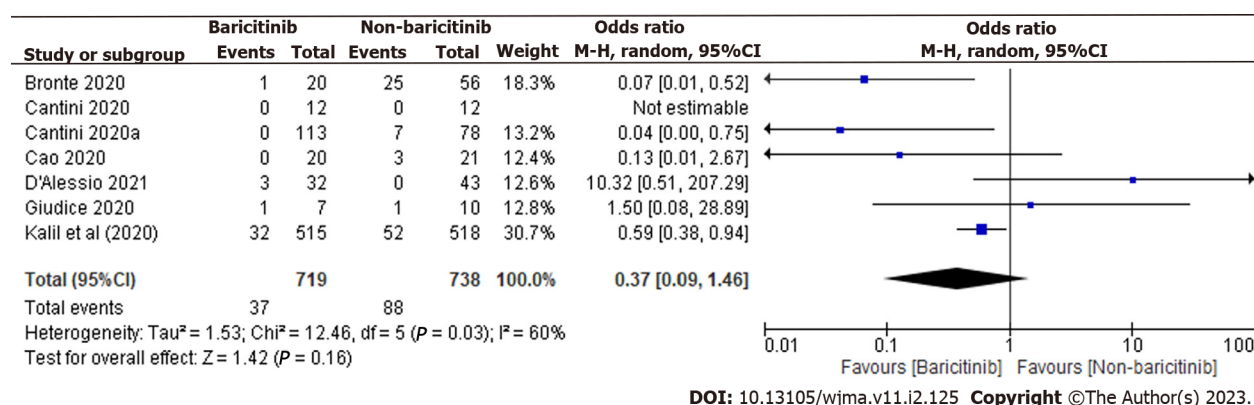 Baricitinib Non-baricitinib Odds ratio Odds ratio
Study or subgroup Events Total Events Total Weight M-H, random, 95%CI M-H, random, 95%CI
Bronte 2020 1 20 25 56 18.3% 0.07 [0.01, 0.52]
Cantini 2020 0 12 0 12 Not estimable
Cantini 2020a 0 113 7 78 13.2% 0.04 [0.00, 0.75]
Cao 2020 0 20 3 21 12.4% 0.13 [0.01, 2.67]
D'Alessio 2021 3 32 0 43 12.6% 10.32 [0.51, 207.29]
Giudice 2020 1 7 1 10 12.8% 1.50 [0.08, 28.89]
Kalil et al (2020) 32 515 52 518 30.7% 0.59 [0.38, 0.94]
Total (95%CI) 719 738 100.0% 0.37 [0.09, 1.46]
Total events 37 88
Heterogeneity: Tau² = 1.53; Chi² = 12.46, df = 5 (P = 0.03); I² = 60%
Test for overall effect: Z = 1.42 (P = 0.16)
0.01 0.1 1 10 100
Favours [Baricitinib] Favours [Non-baricitinib]
DOI: 10.13105/wjma.v11.i2.125 Copyright ©The Author(s) 2023.